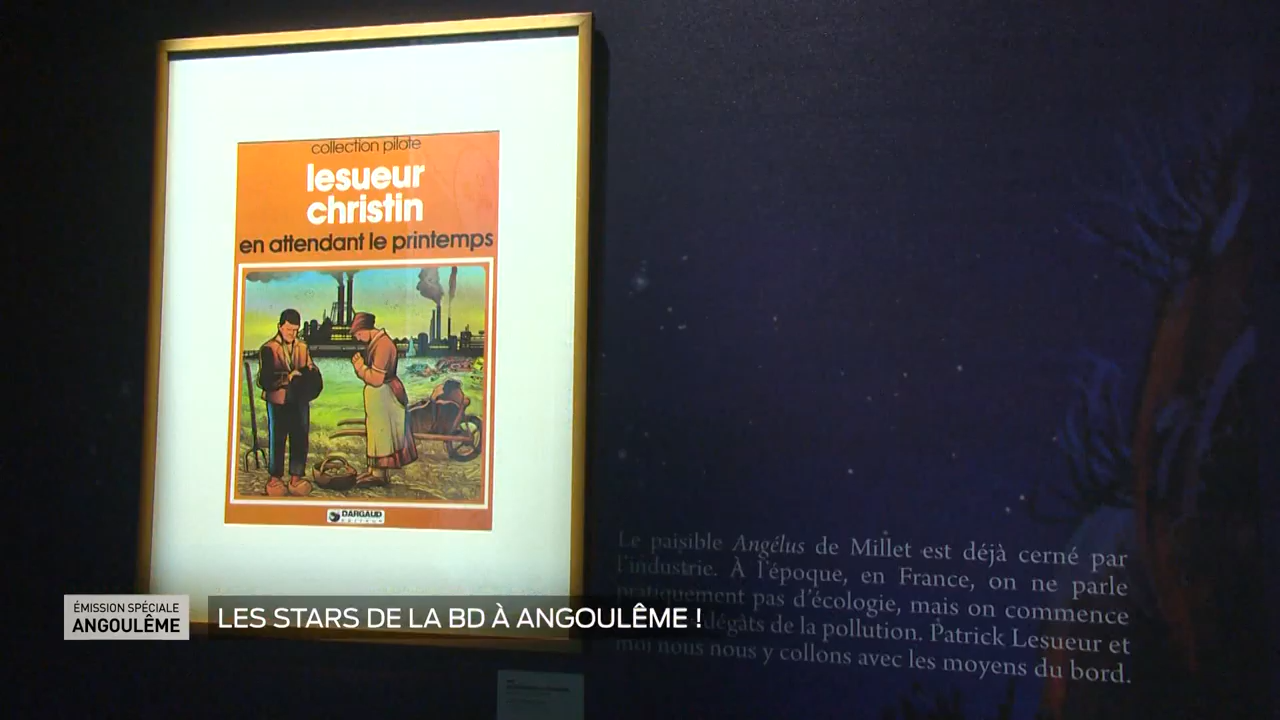 collection pilote
lesueur
christin
en attendant le printemps
DARGAUD
Le paisible Angélus de Millet est déjà cerné par
l'industrie. À l'époque, en France, on ne parle
pratiquement pas d'écologie, mais on commence
dégâts de la pollution. Patrick Lesueur et
moi nous nous y collons avec les moyens du bord.
ÉMISSION SPÉCIALE
ANGOULÊME
LES STARS DE LA BD À ANGOULÊME !